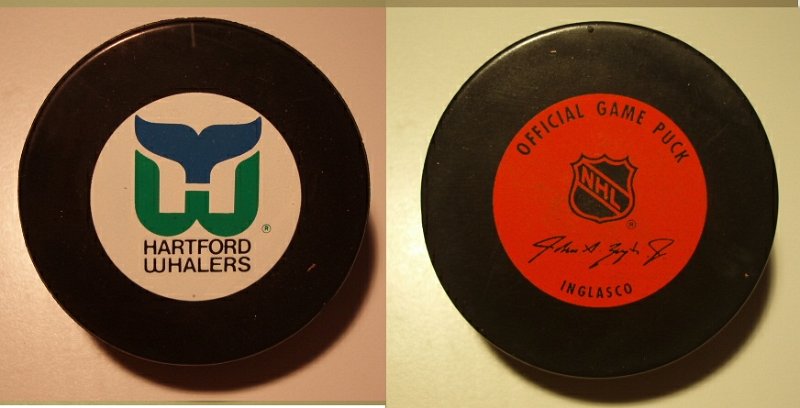 HARTFORD
WHALERS
®
OFFICIAL GAME PUCK
NHL
®
INGLASCO